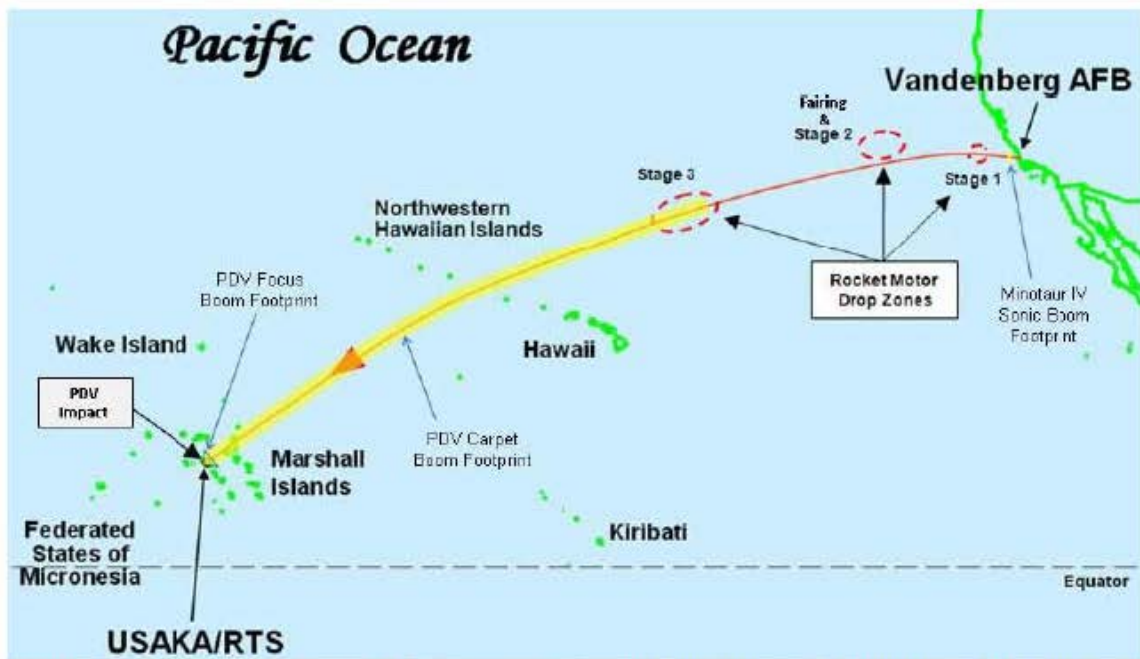 Pacific Ocean
Vandenberg AFB
Fairing
&
Stage 2
Stage 3
Stage 1
Northwestern
Hawaiian Islands
Rocket Motor
Drop Zones
PDV Focus
Boom Footprint
Minotaur IV
Sonic Boom
Footprint
Wake Island
Hawaii
PDV
Impact
PDV Carpet
Boom Footprint
Marshall
Islands
Federated
States of
Micronesia
Kiribati
Equator
USAKA/RTS